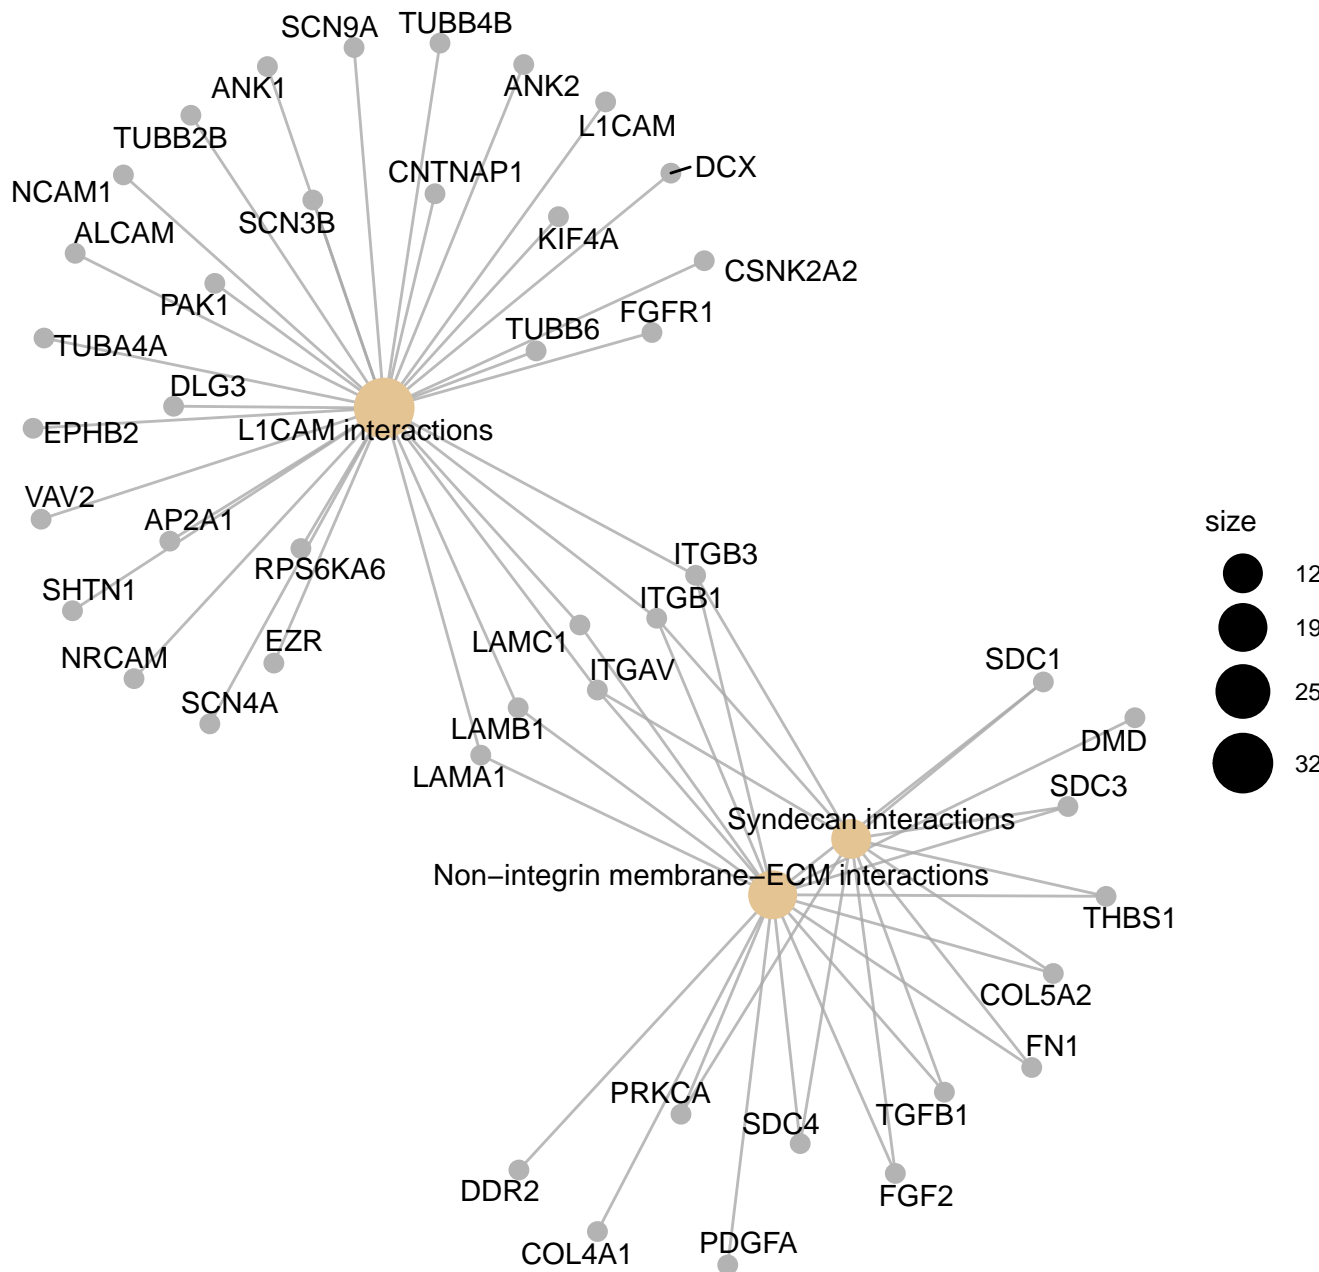 SCN9A
TUBB4B
ANK1
ANK2
TUBB2B
L1CAM
NCAM1
CNTNAP1
DCX
SCN3B
ALCAM
KIF4A
CSNK2A2
PAK1
FGFR1
TUBB6
TUBA4A
DLG3
L1CAM interactions
EPHB2
VAV2
AP2A1
size
RPS6KA6
ITGB3
12
SHTN1
ITGB1
19
EZR
LAMC1
NRCAM
ITGAV
SDC1
25
SCN4A
LAMB1
DMD
LAMA1
32
SDC3
Syndecan interactions
Non−integrin membrane−ECM interactions
THBS1
COL5A2
FN1
PRKCA
TGFB1
SDC4
DDR2
FGF2
PDGFA
COL4A1